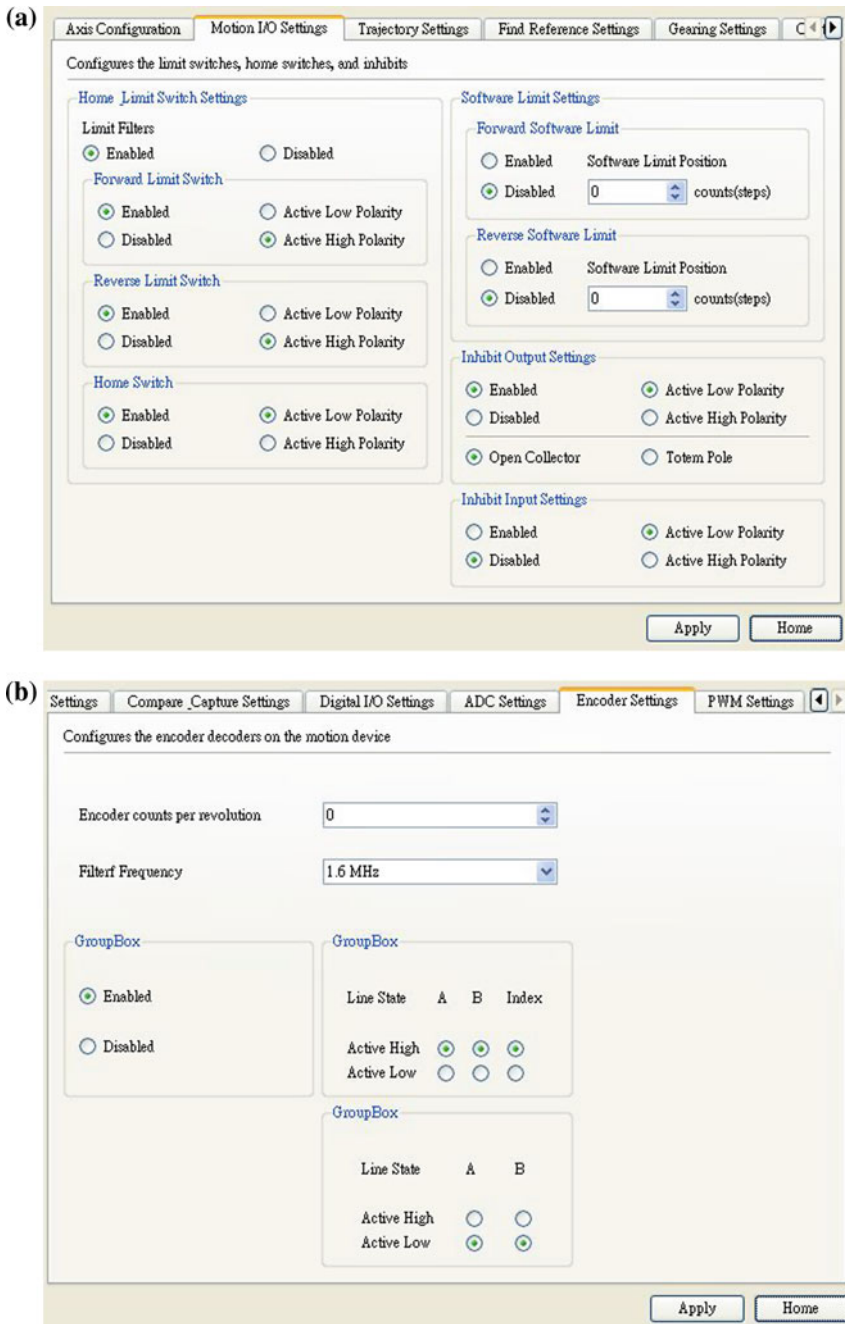 (a)
Axis Configuration Motion I/O Settings Trajectory Settings Find Reference Settings Gearing Settings
Configures the limit switches, home switches, and inhibits
Home_Limit Switch Settings
Limit Filters
Enabled Disabled
Forward Limit Switch
Enabled Active Low Polarity
Disabled Active High Polarity
Reverse Limit Switch
Enabled Active Low Polarity
Disabled Active High Polarity
Home Switch
Enabled Active Low Polarity
Disabled Active High Polarity
Software Limit Settings
Forward Software Limit
Enabled Software Limit Position
Disabled 0 counts(steps)
Reverse Software Limit
Enabled Software Limit Position
Disabled 0 counts(steps)
Inhibit Output Settings
Enabled Active Low Polarity
Disabled Active High Polarity
Open Collector Totem Pole
Inhibit Input Settings
Enabled Active Low Polarity
Disabled Active High Polarity
Apply Home
(b)
Settings Compare_Capture Settings Digital I/O Settings ADC Settings Encoder Settings PWM Settings
Configures the encoder decoders on the motion device
Encoder counts per revolution 0
Filterf Frequency 1.6 MHz
GroupBox
Enabled
Disabled
GroupBox
Line State A B Index
Active High
Active Low
GroupBox
Line State A B
Active High
Active Low
Apply Home